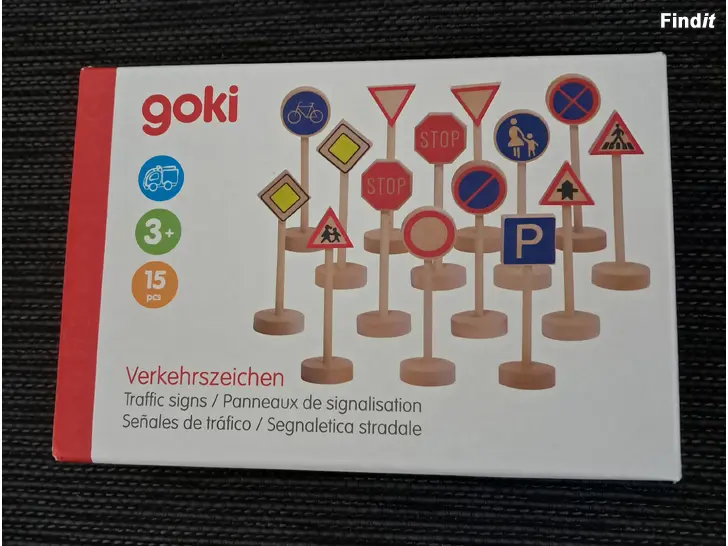 Findit
goki
3+
15
pcs
STOP
STOP
P
Verkehrszeichen
Traffic signs / Panneaux de signalisation
Señales de tráfico / Segnaletica stradale